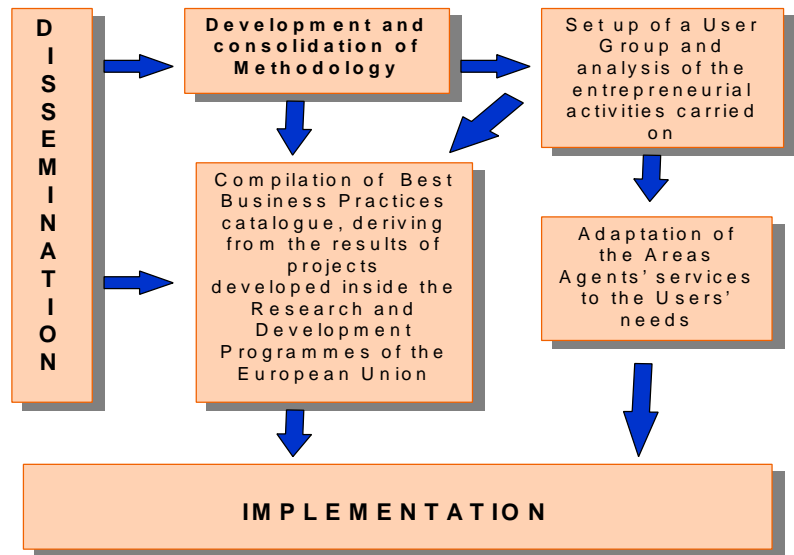 DISSEMINATION
Development and
consolidation of
Methodology
Set up of a User
Group and
analysis of the
entrepreneurial
activities carried
on
Compilation of Best
Business Practices
catalogue, deriving
from the results of
projects
developed inside the
Research and
Development
Programmes of the
European Union
Adaptation of
the Areas
Agents' services
to the Users'
needs
IMPLEMENTATION